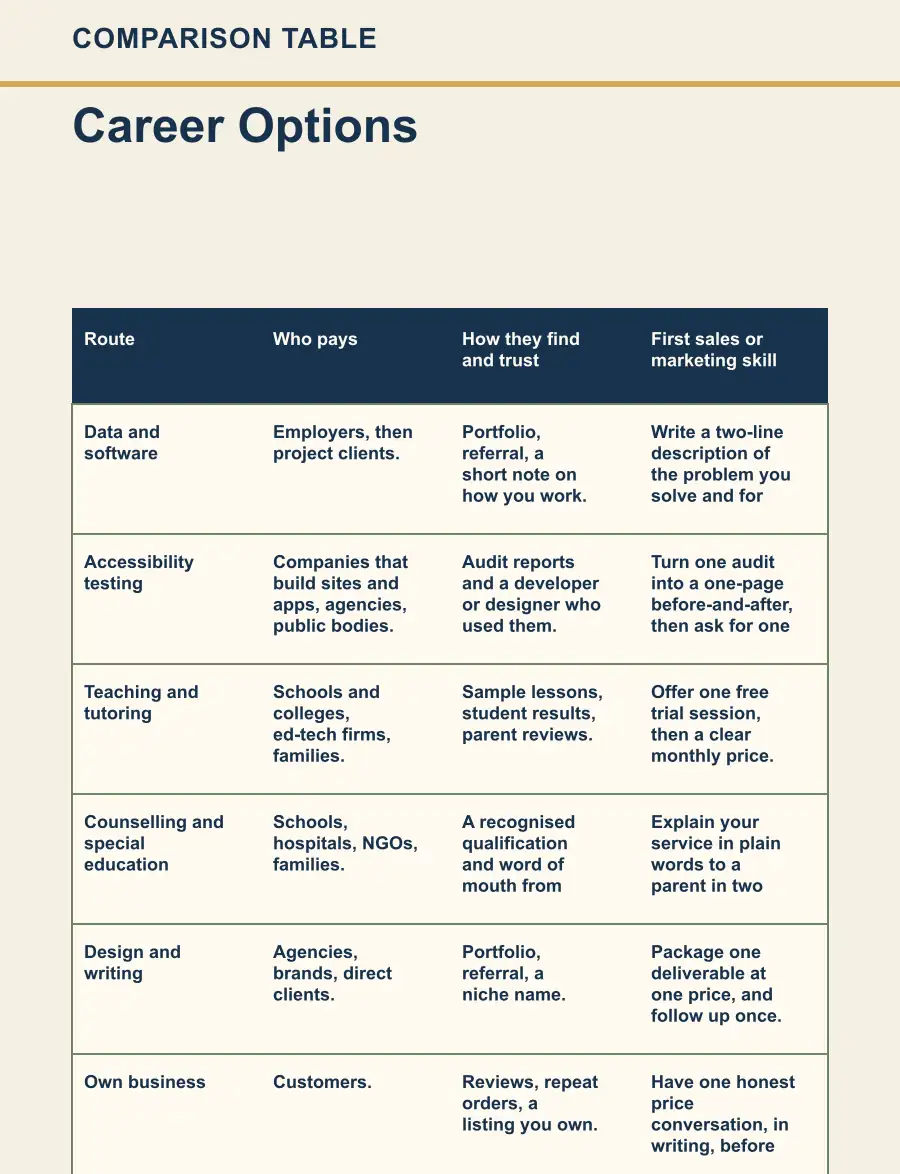 COMPARISON TABLE
Career Options
Route
Who pays
How they find
and trust
First sales or
marketing skill
Data and
software
Employers, then
project clients.
Portfolio,
referral, a
short note on
how you work.
Write a two-line
description of
the problem you
solve and for
Accessibility
testing
Companies that
build sites and
apps, agencies,
public bodies.
Audit reports
and a developer
or designer who
used them.
Turn one audit
into a one-page
before-and-after,
then ask for one
Teaching and
tutoring
Schools and
colleges,
ed-tech firms,
families.
Sample lessons,
student results,
parent reviews.
Offer one free
trial session,
then a clear
monthly price.
Counselling and
special
education
Schools,
hospitals, NGOs,
families.
A recognised
qualification
and word of
mouth from
Explain your
service in plain
words to a
parent in two
Design and
writing
Agencies,
brands, direct
clients.
Portfolio,
referral, a
niche name.
Package one
deliverable at
one price, and
follow up once.
Own business
Customers.
Reviews, repeat
orders, a
listing you own.
Have one honest
price
conversation, in
writing, before